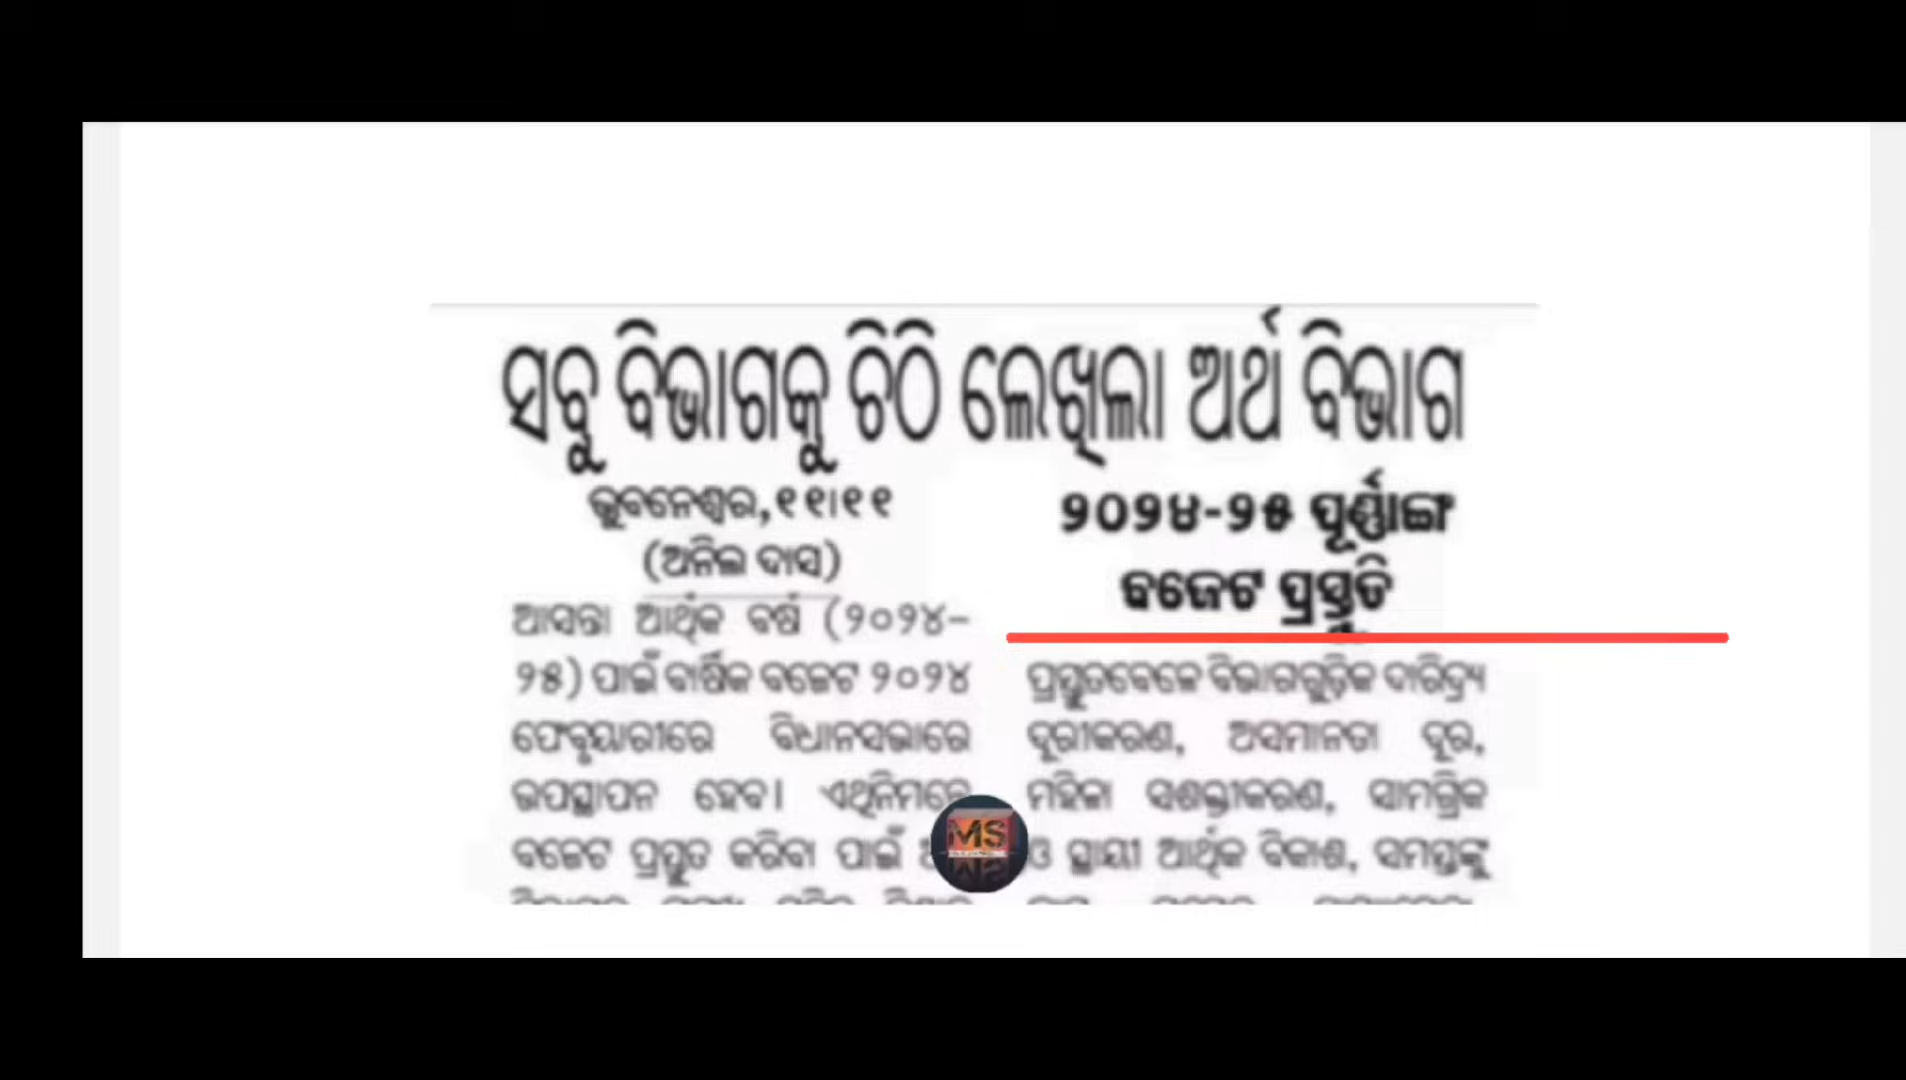 ସବୁ ବିଭାଗକୁ ଚିଠି ଲେଖିଲା ଅର୍ଥ ବିଭାଗ
ଭୁବନେଶ୍ୱର,୧୧।୧୧
(ଅନିଲ ଦାସ)
ଆସନ୍ତା ଆର୍ଥିକ ବର୍ଷ (୨୦୨୪–
୨୫) ପାଇଁ ବାର୍ଷିକ ବଜେଟ ୨୦୨୪
ଫେବୃୟାରୀରେ ବିଧାନସଭାରେ
ଉପସ୍ଥାପନ ହେବ। ଏଥିନିମନ୍ତେ
ବଜେଟ ପ୍ରସ୍ତୁତ କରିବା ପାଇଁ
୨୦୨୪-୨୫ ପୂର୍ଣ୍ଣାଙ୍ଗ
ବଜେଟ ପ୍ରସ୍ତୁତି
ପ୍ରସ୍ତୁତବେଳେ ବିଭାଗଗୁଡ଼ିକ ଦାରିଦ୍ର୍ୟ
ଦୂରୀକରଣ, ଅସମାନତା ଦୂର,
ମହିଳା ସଶକ୍ତୀକରଣ, ସାମଗ୍ରିକ
ଓ ସ୍ଥାୟୀ ଆର୍ଥିକ ବିକାଶ, ସମସ୍ତଙ୍କୁ
MS